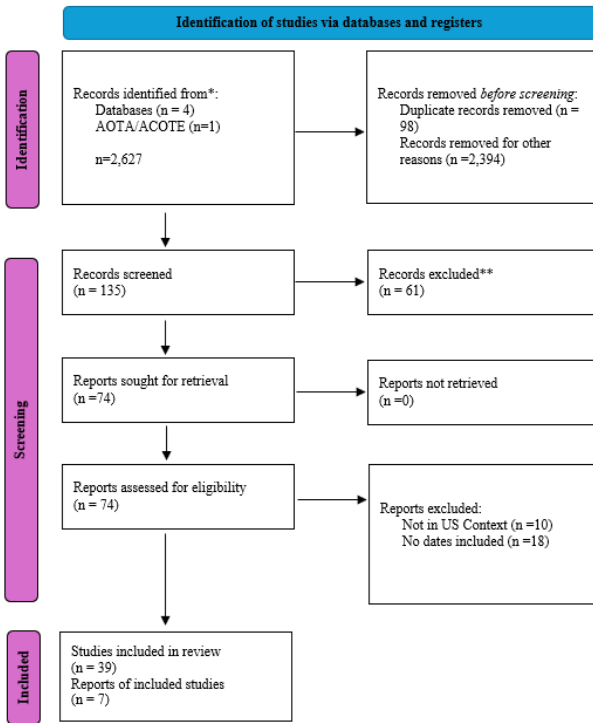 Identification of studies via databases and registers
Identification
Records identified from*:
Databases (n = 4)
AOTA/ACOTE (n=1)
n=2,627
Records removed before screening:
Duplicate records removed (n =
98)
Records removed for other
reasons (n =2,394)
Screening
Records screened
(n = 135)
Records excluded**
(n = 61)
Reports sought for retrieval
(n =74)
Reports not retrieved
(n =0)
Reports assessed for eligibility
(n = 74)
Reports excluded:
Not in US Context (n =10)
No dates included (n =18)
Included
Studies included in review
(n = 39)
Reports of included studies
(n = 7)